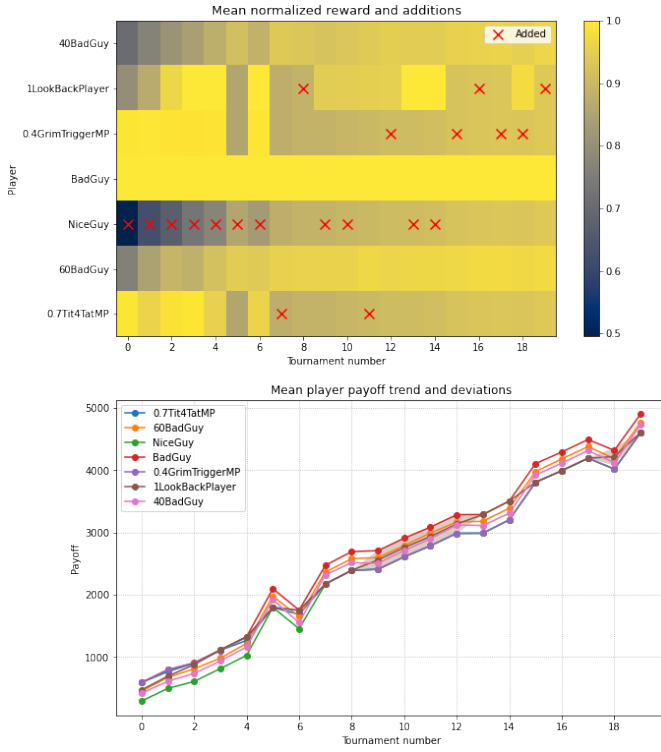 Mean normalized reward and additions
Added
40BadGuy
1LookBackPlayer
0.4GrimTriggerMP
BadGuy
NiceGuy
60BadGuy
0.7Tit4TatMP
Player
0 2 4 6 8 10 12 14 16 18
Tournament number
1.0
0.9
0.8
0.7
0.6
0.5
Mean player payoff trend and deviations
0.7Tit4TatMP
60BadGuy
NiceGuy
BadGuy
0.4GrimTriggerMP
1LookBackPlayer
40BadGuy
5000
4000
3000
2000
1000
Payoff
0 2 4 6 8 10 12 14 16 18
Tournament number